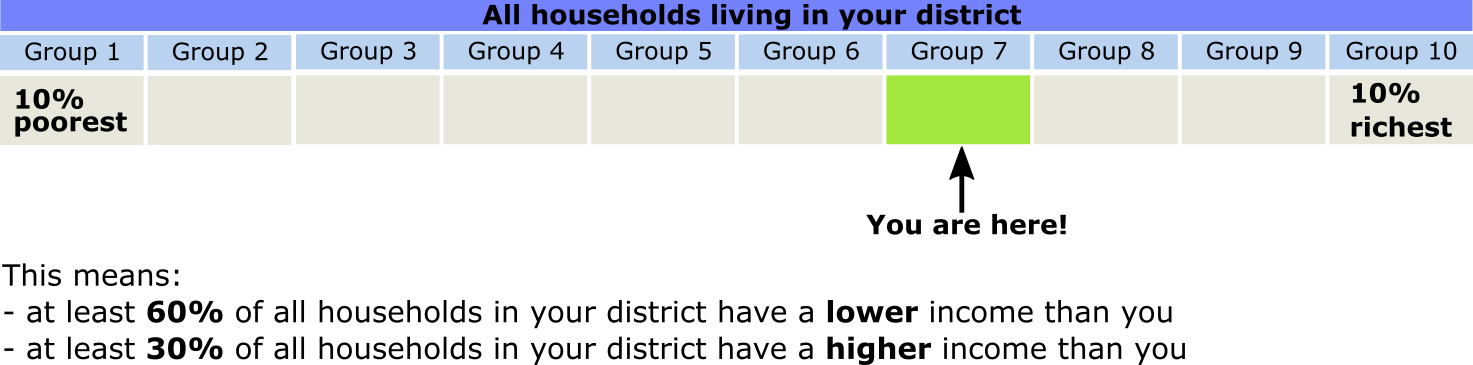 All households living in your district
Group 1 Group 2 Group 3 Group 4 Group 5 Group 6 Group 7 Group 8 Group 9 Group 10
10%
poorest
10%
richest
You are here!
This means:
- at least 60% of all households in your district have a lower income than you
- at least 30% of all households in your district have a higher income than you